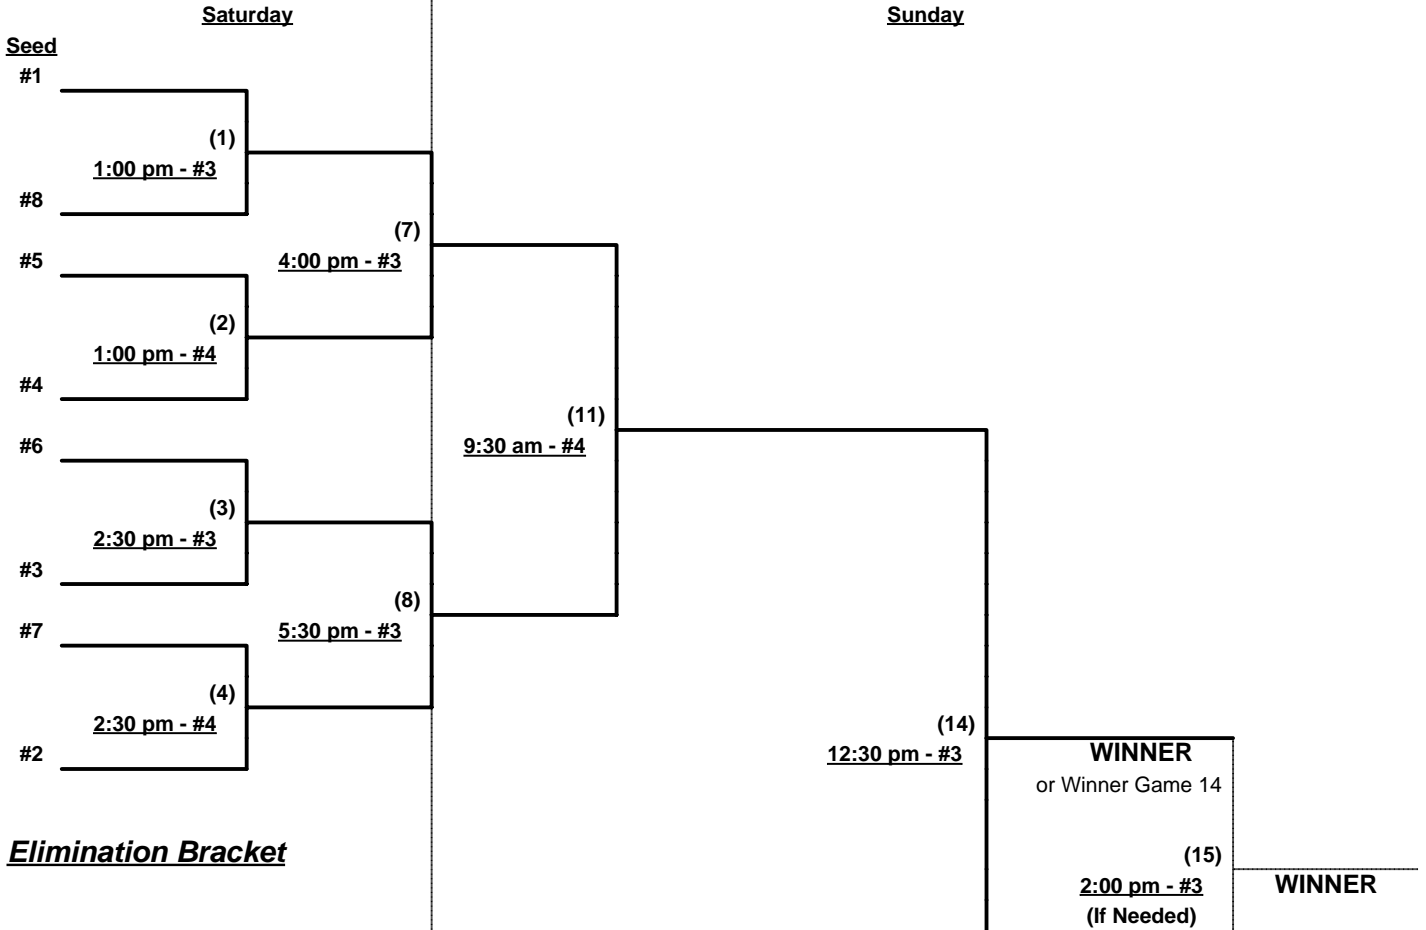 Saturday
Sunday
Seed
#1
(1)
1:00 pm - #3
#8
(7)
4:00 pm - #3
#5
(2)
1:00 pm - #4
#4
(11)
9:30 am - #4
#6
(3)
2:30 pm - #3
#3
(8)
5:30 pm - #3
#7
(4)
2:30 pm - #4
#2
(14)
12:30 pm - #3
WINNER
or Winner Game 14
Elimination Bracket
(15)
2:00 pm - #3
(If Needed)
WINNER